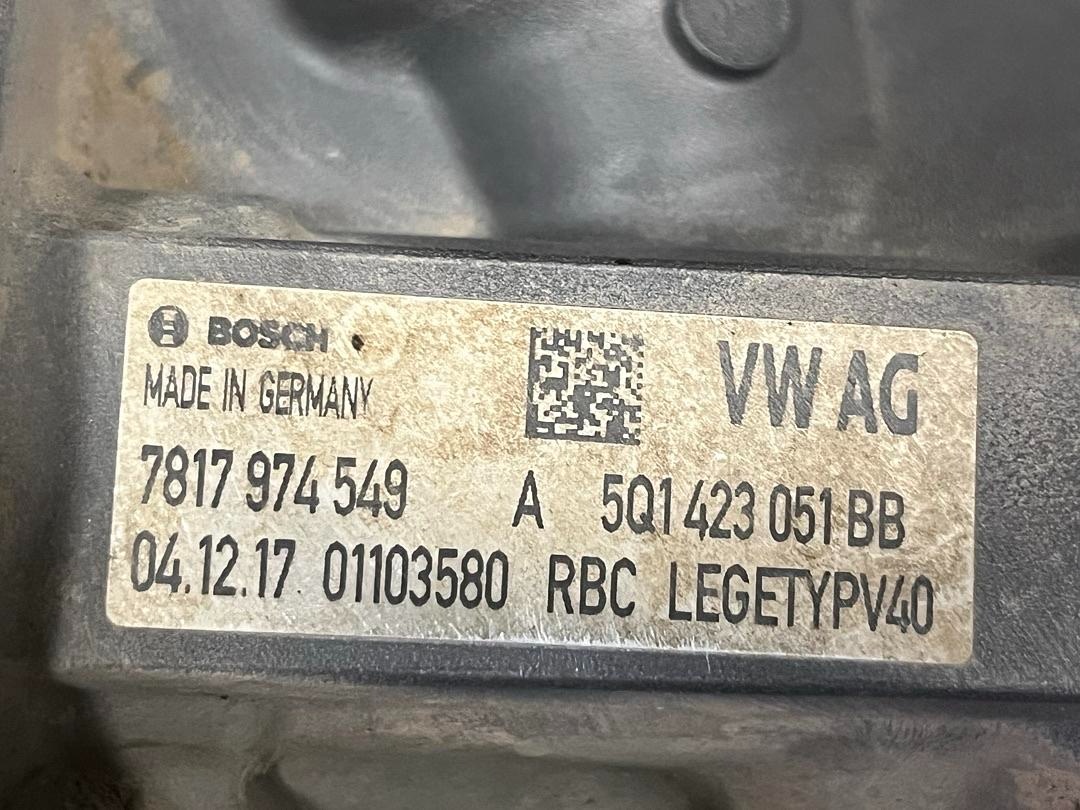 BOSCH
MADE IN GERMANY
VW AG
7817 974 549 A 5Q1 423 051 BB
04.12.17 01103580 RBC LEGETYPV40